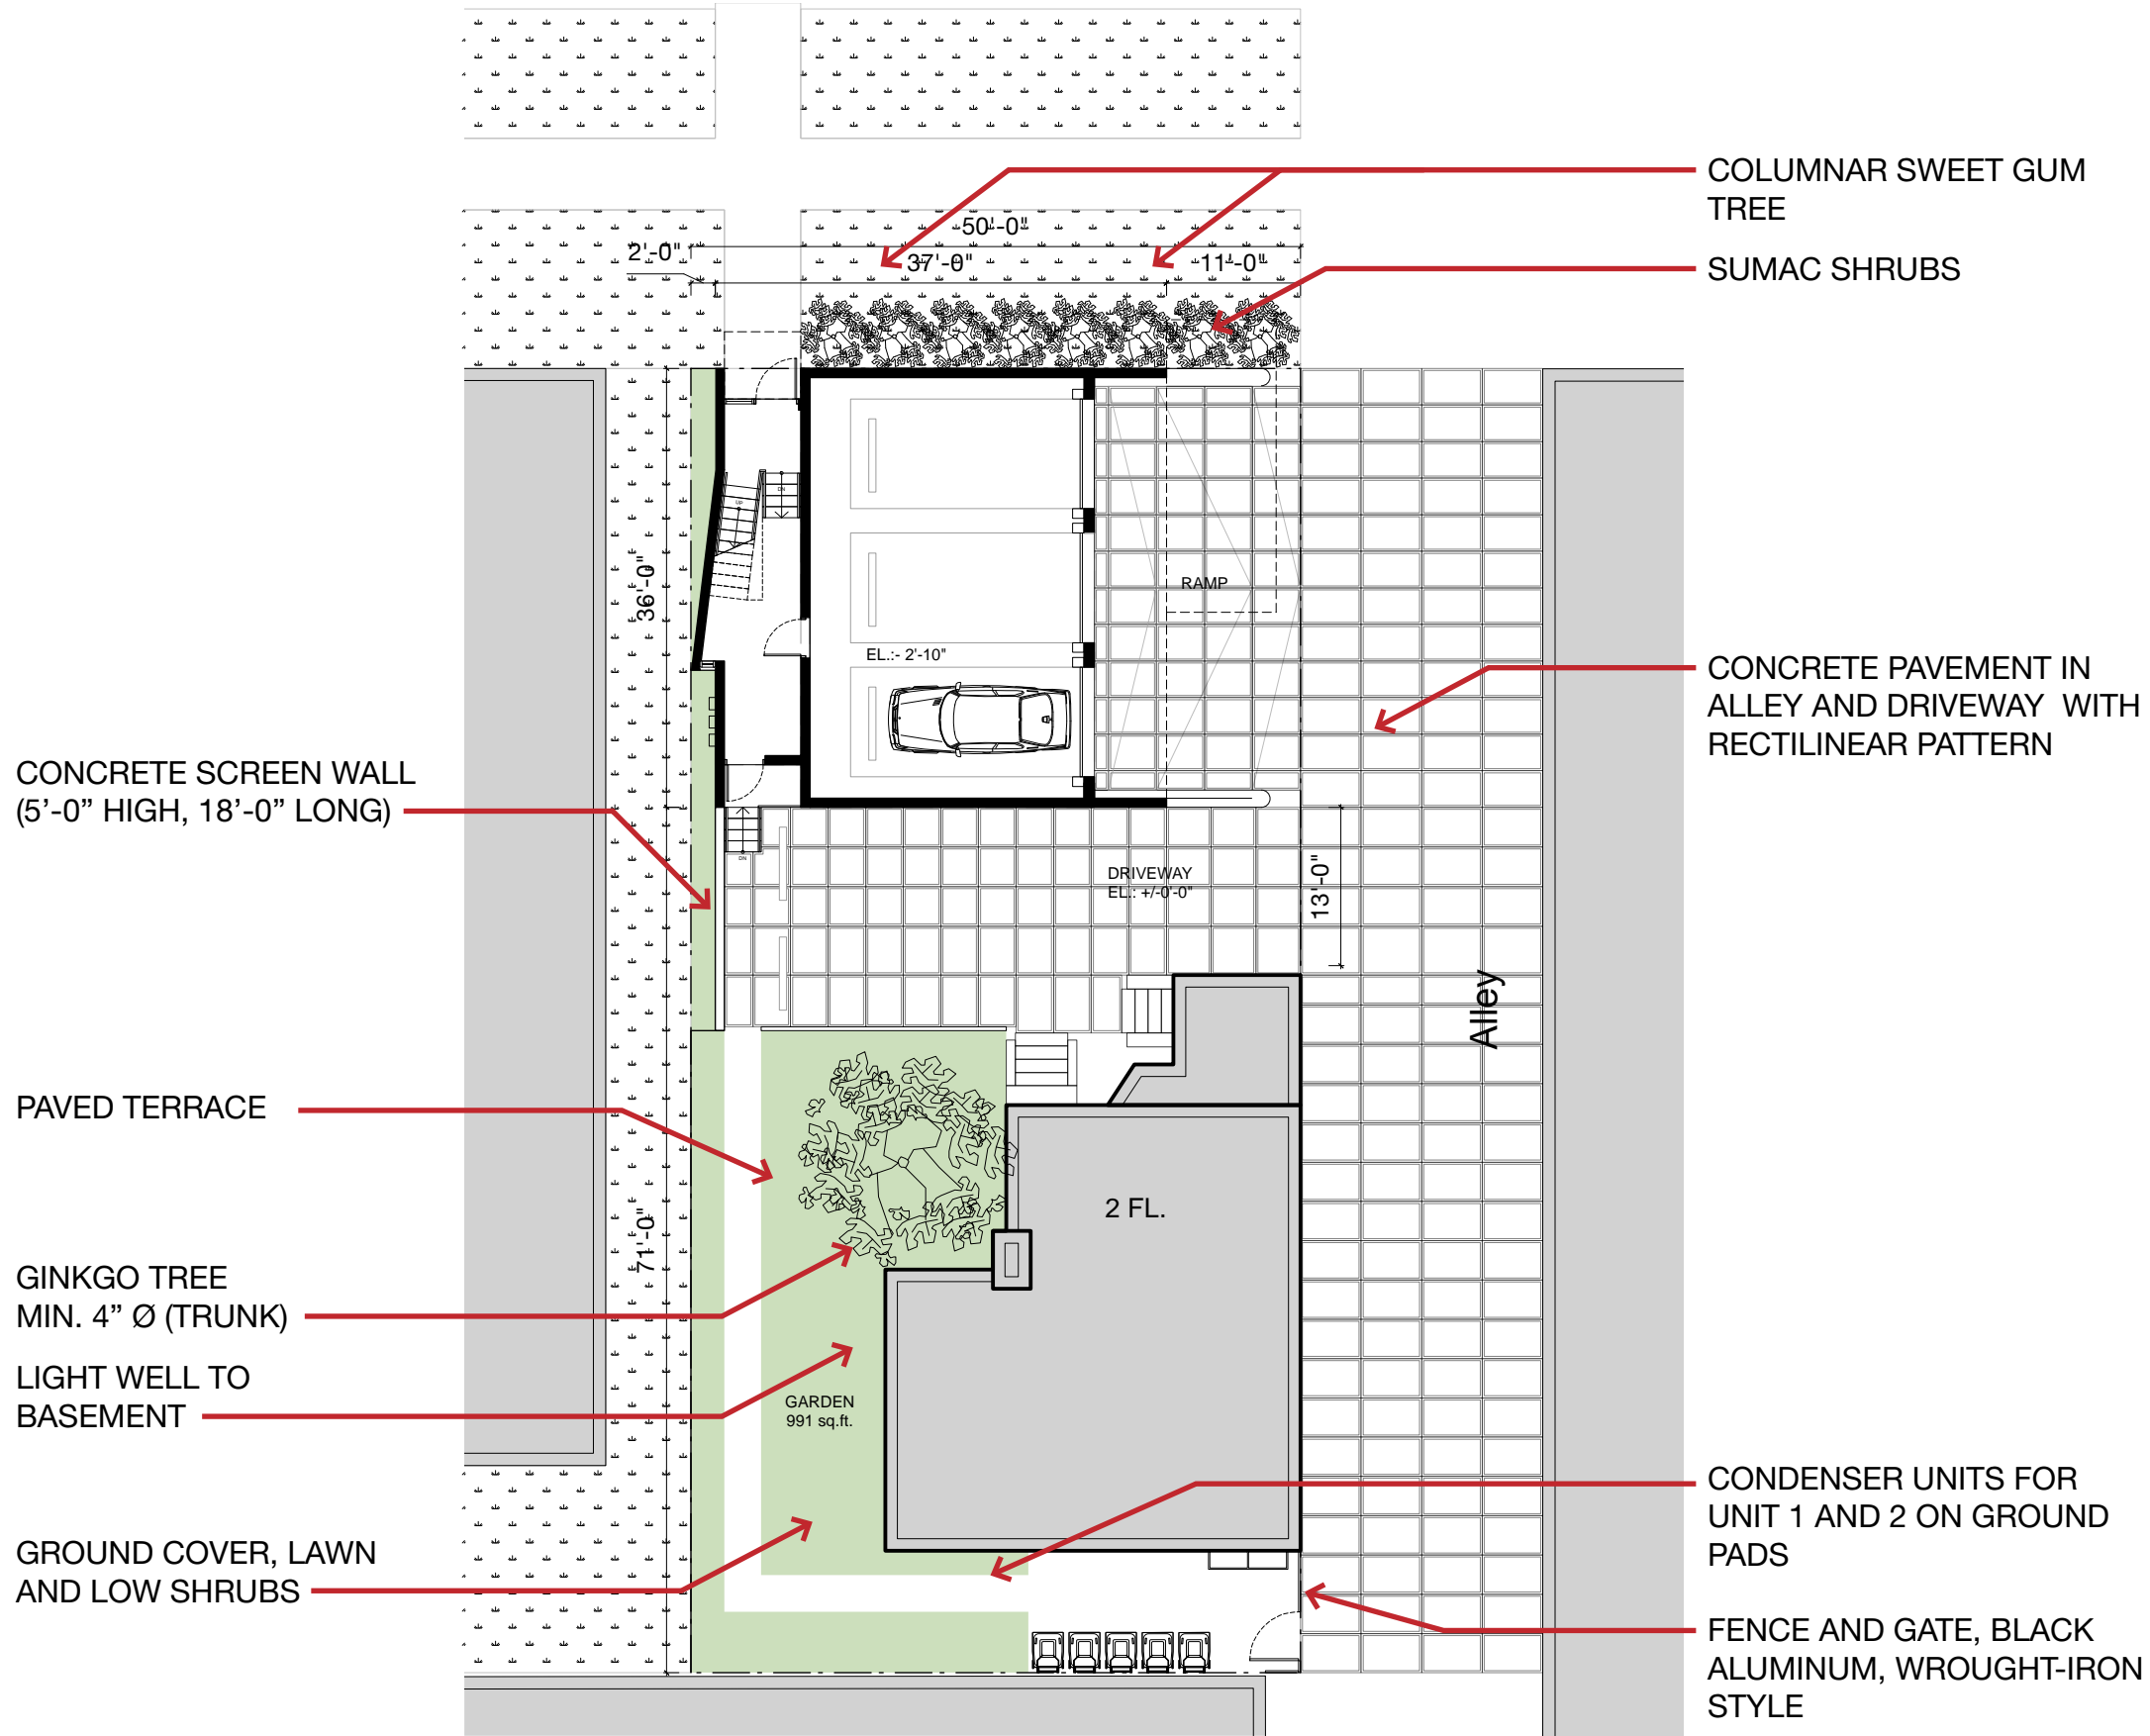 COLUMNAR SWEET GUM
TREE
50'-0"
2'-0"
37'-0"
11'-0"
SUMAC SHRUBS
DN
UP
36'-0"
RAMP
EL.:- 2'-10"
CONCRETE PAVEMENT IN
ALLEY AND DRIVEWAY WITH
RECTILINEAR PATTERN
CONCRETE SCREEN WALL
(5’-0” HIGH, 18’-0” LONG)
DN
DRIVEWAY
EL.: +/-0'-0"
13'-0"
Alley
PAVED TERRACE
2 FL.
71'-0"
GINKGO TREE
MIN. 4” Ø (TRUNK)
LIGHT WELL TO
BASEMENT
GARDEN
991 sq.ft.
CONDENSER UNITS FOR
UNIT 1 AND 2 ON GROUND
PADS
GROUND COVER, LAWN
AND LOW SHRUBS
FENCE AND GATE, BLACK
ALUMINUM, WROUGHT-IRON
STYLE